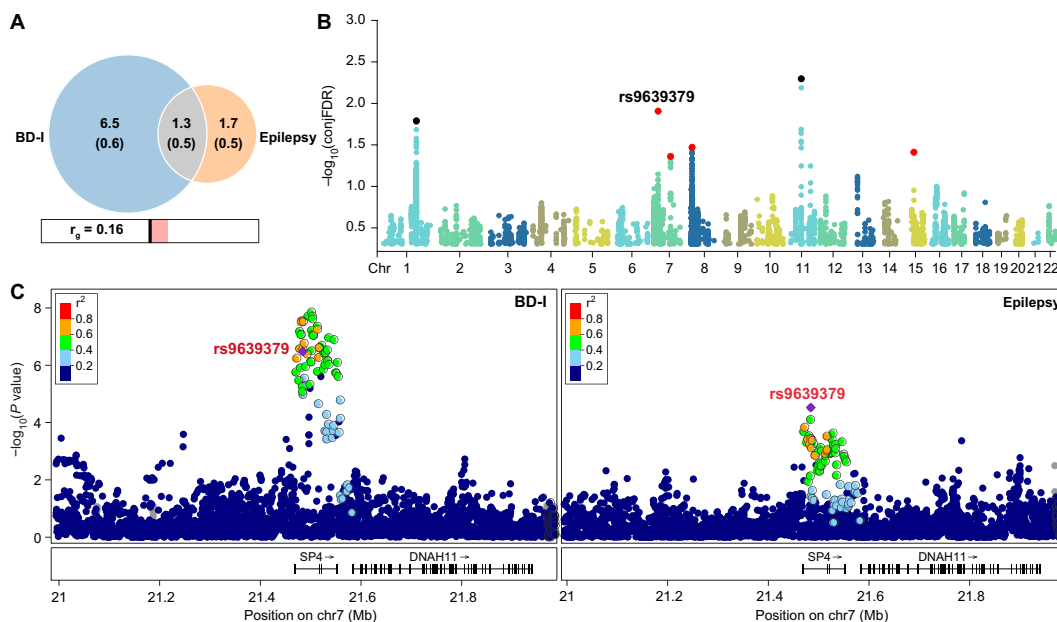 A
BD-I
6.5
(0.6)
1.3
(0.5)
1.7
(0.5)
Epilepsy
rg = 0.16
B
−log10(conjFDR)
3.0
2.5
2.0
1.5
1.0
0.5
rs9639379
Chr 1 2 3 4 5 6 7 8 9 10 11 12 13 14 15 16 17 18 19 20 21 22
C
−log10(P value)
8
6
4
2
0
r2
0.8
0.6
0.4
0.2
BD-I
rs9639379
SP4→
DNAH11→
21 21.2 21.4 21.6 21.8
Position on chr7 (Mb)
r2
0.8
0.6
0.4
0.2
Epilepsy
rs9639379
SP4→
DNAH11→
21 21.2 21.4 21.6 21.8
Position on chr7 (Mb)